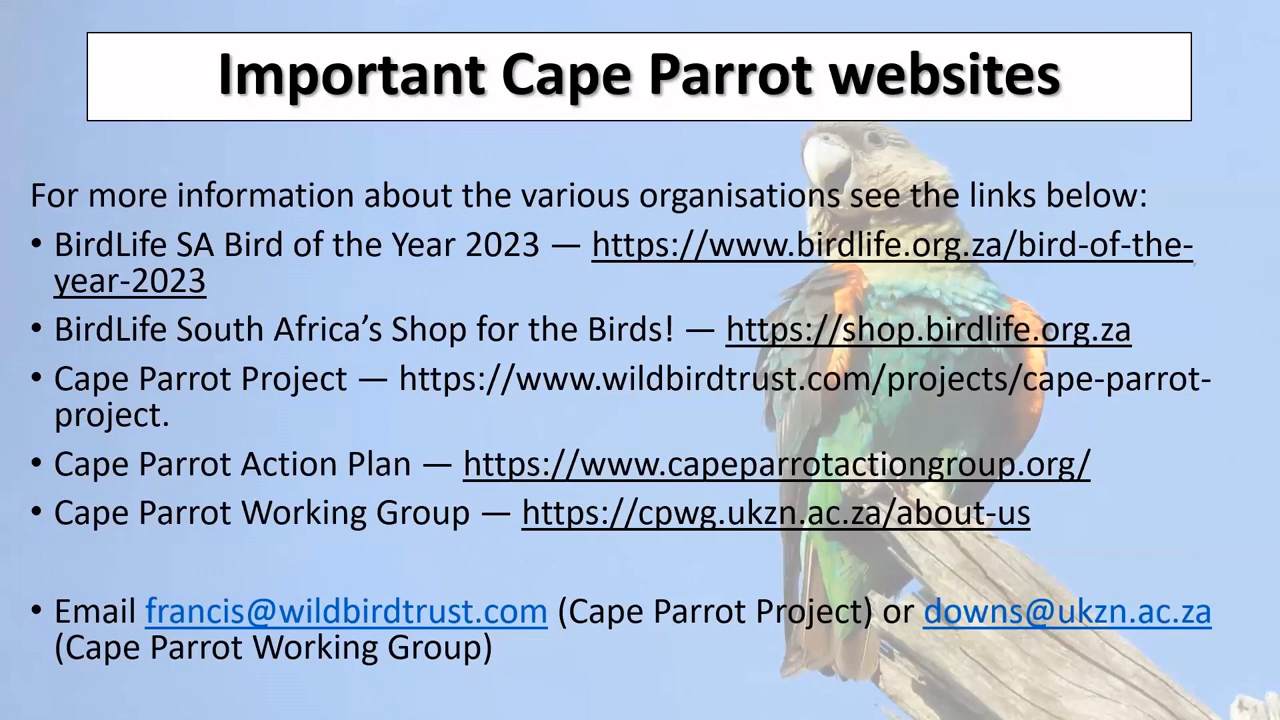 Important Cape Parrot websites
For more information about the various organisations see the links below:
• BirdLife SA Bird of the Year 2023 — https://www.birdlife.org.za/bird-of-the-
year-2023
• BirdLife South Africa’s Shop for the Birds! — https://shop.birdlife.org.za
• Cape Parrot Project — https://www.wildbirdtrust.com/projects/cape-parrot-
project.
• Cape Parrot Action Plan — https://www.capeparrotactiongroup.org/
• Cape Parrot Working Group — https://cpwg.ukzn.ac.za/about-us
• Email francis@wildbirdtrust.com (Cape Parrot Project) or downs@ukzn.ac.za
(Cape Parrot Working Group)